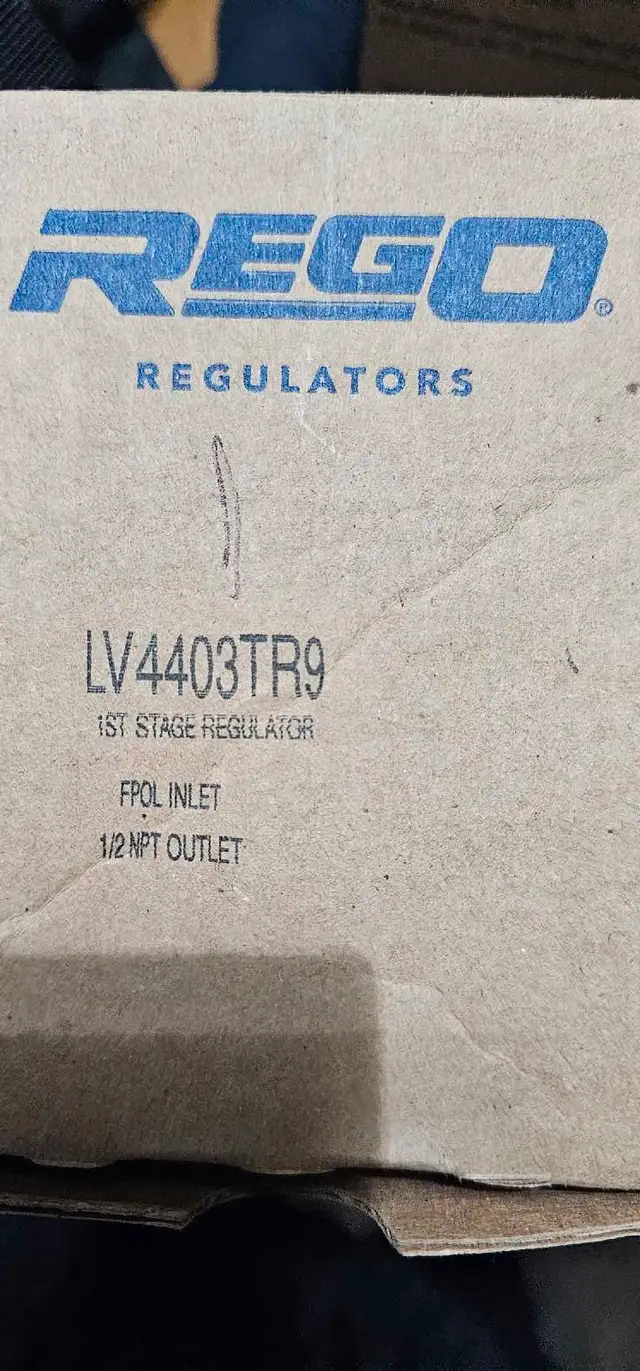 REGO®
REGULATORS
LV4403TR9
1ST STAGE REGULATOR
FPOL INLET
1/2 NPT OUTLET